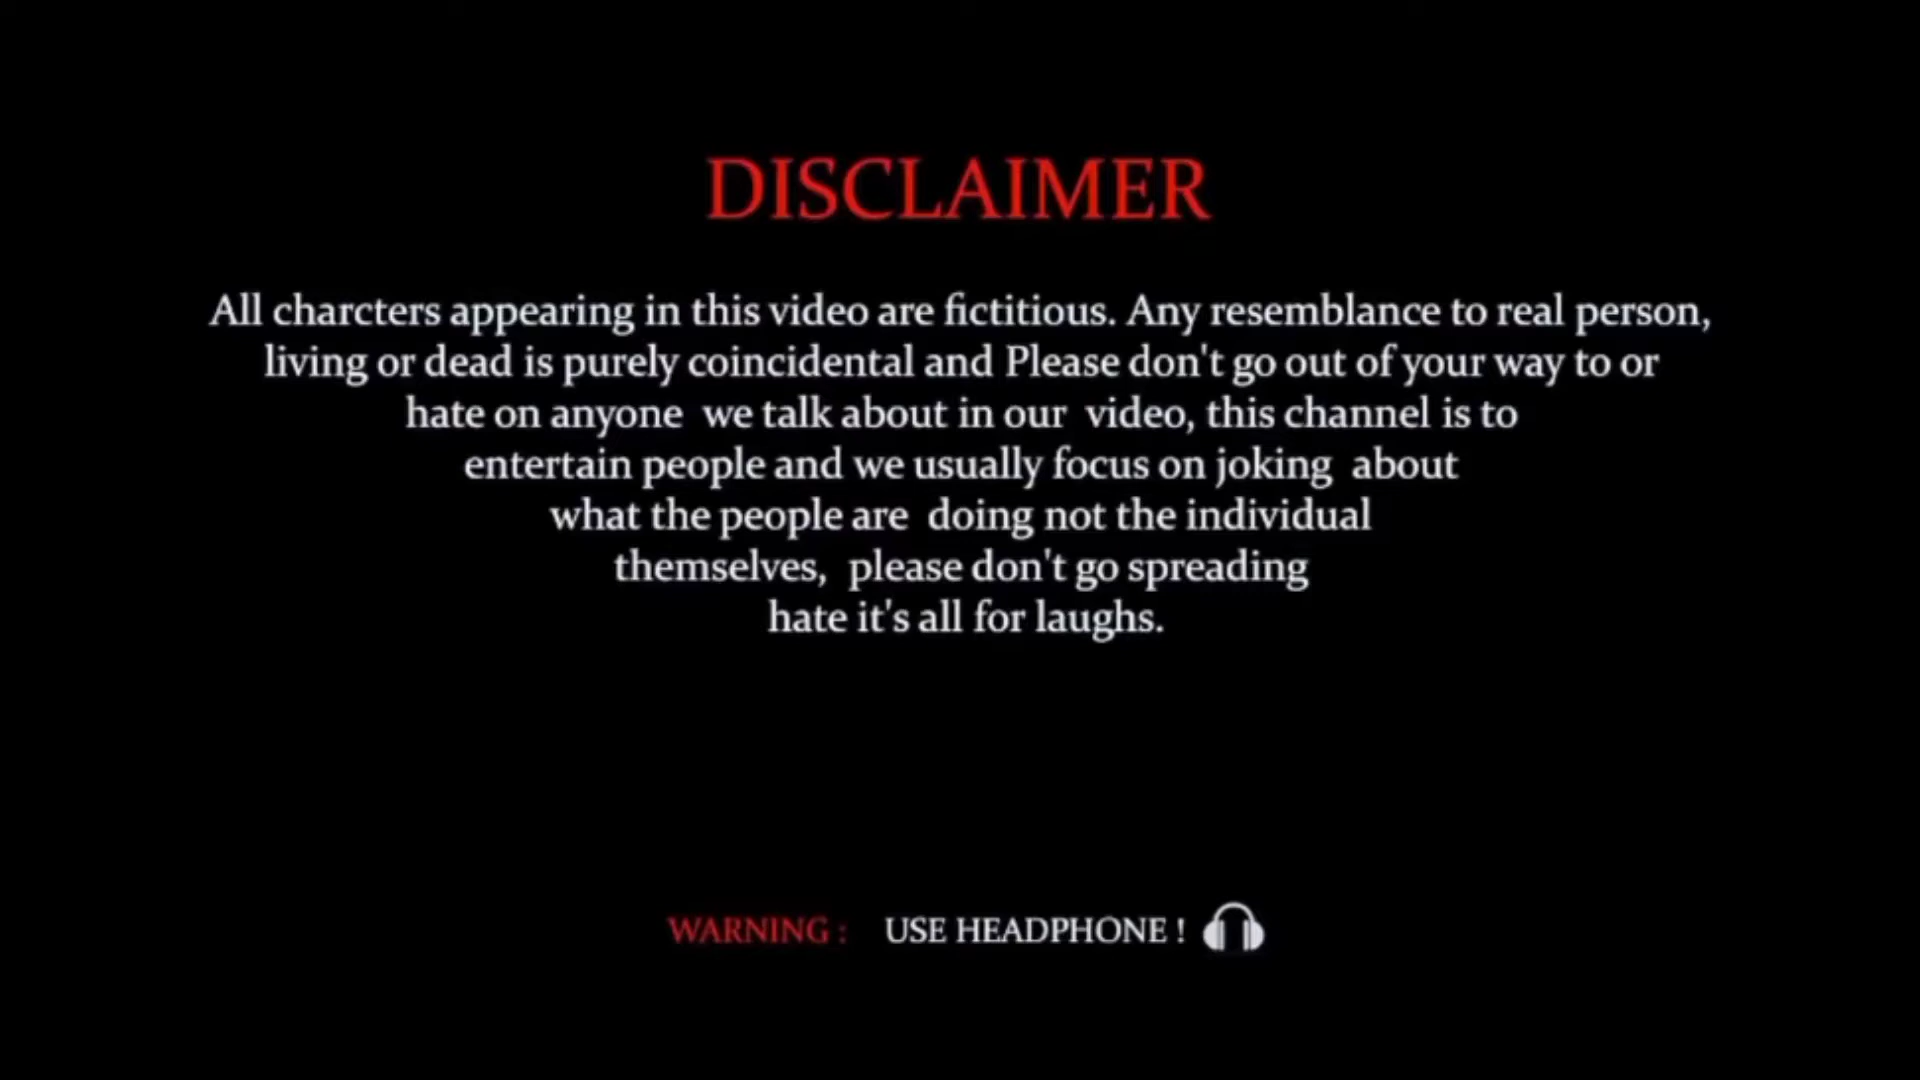 DISCLAIMER
All charcters appearing in this video are fictitious. Any resemblance to real person,
living or dead is purely coincidental and Please don't go out of your way to or
hate on anyone we talk about in our video, this channel is to
entertain people and we usually focus on joking about
what the people are doing not the individual
themselves, please don't go spreading
hate it's all for laughs.
WARNING : USE HEADPHONE !